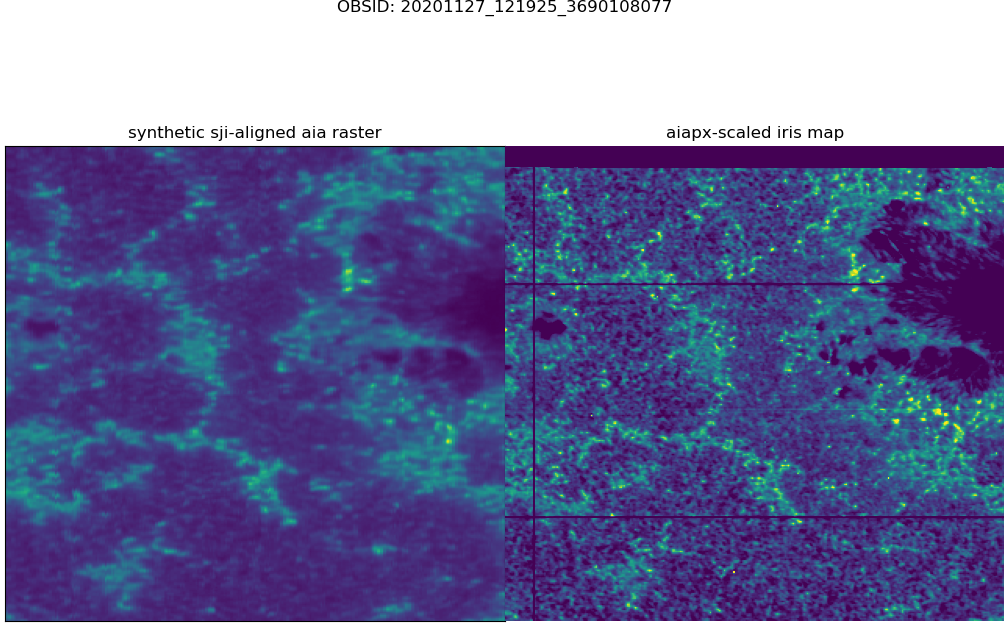 OBSID: 20201127_121925_3690108077
synthetic sji-aligned aia raster
aiapx-scaled iris map